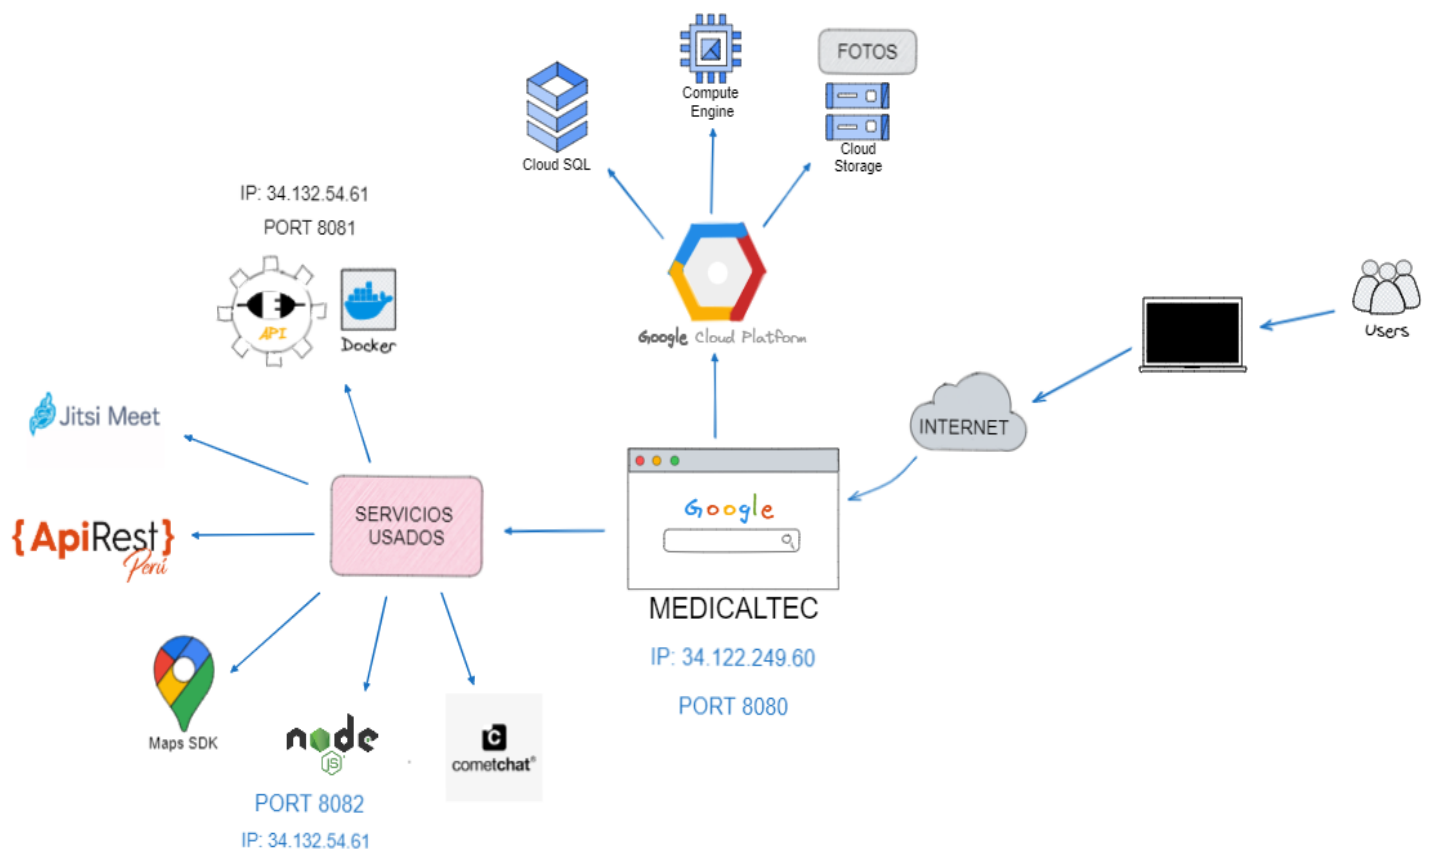 FOTOS
Compute
Engine
Cloud SQL
Cloud
Storage
IP: 34.132.54.61
PORT 8081
API
Docker
Google Cloud Platform
Users
Jitsi Meet
INTERNET
SERVICIOS
USADOS
Google
{ApiRest}
Perú
MEDICALTEC
IP: 34.122.249.60
PORT 8080
Maps SDK
node
JS
C
cometchat®
PORT 8082
IP: 34.132.54.61